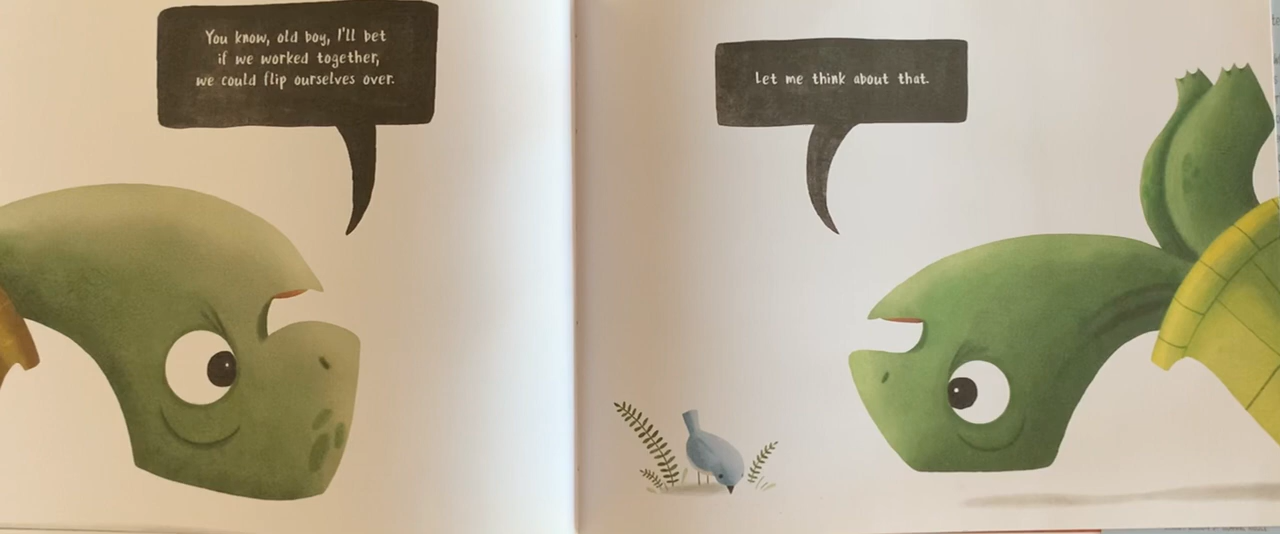 You know, old boy, I'll bet
if we worked together,
we could flip ourselves over.
Let me think about that.